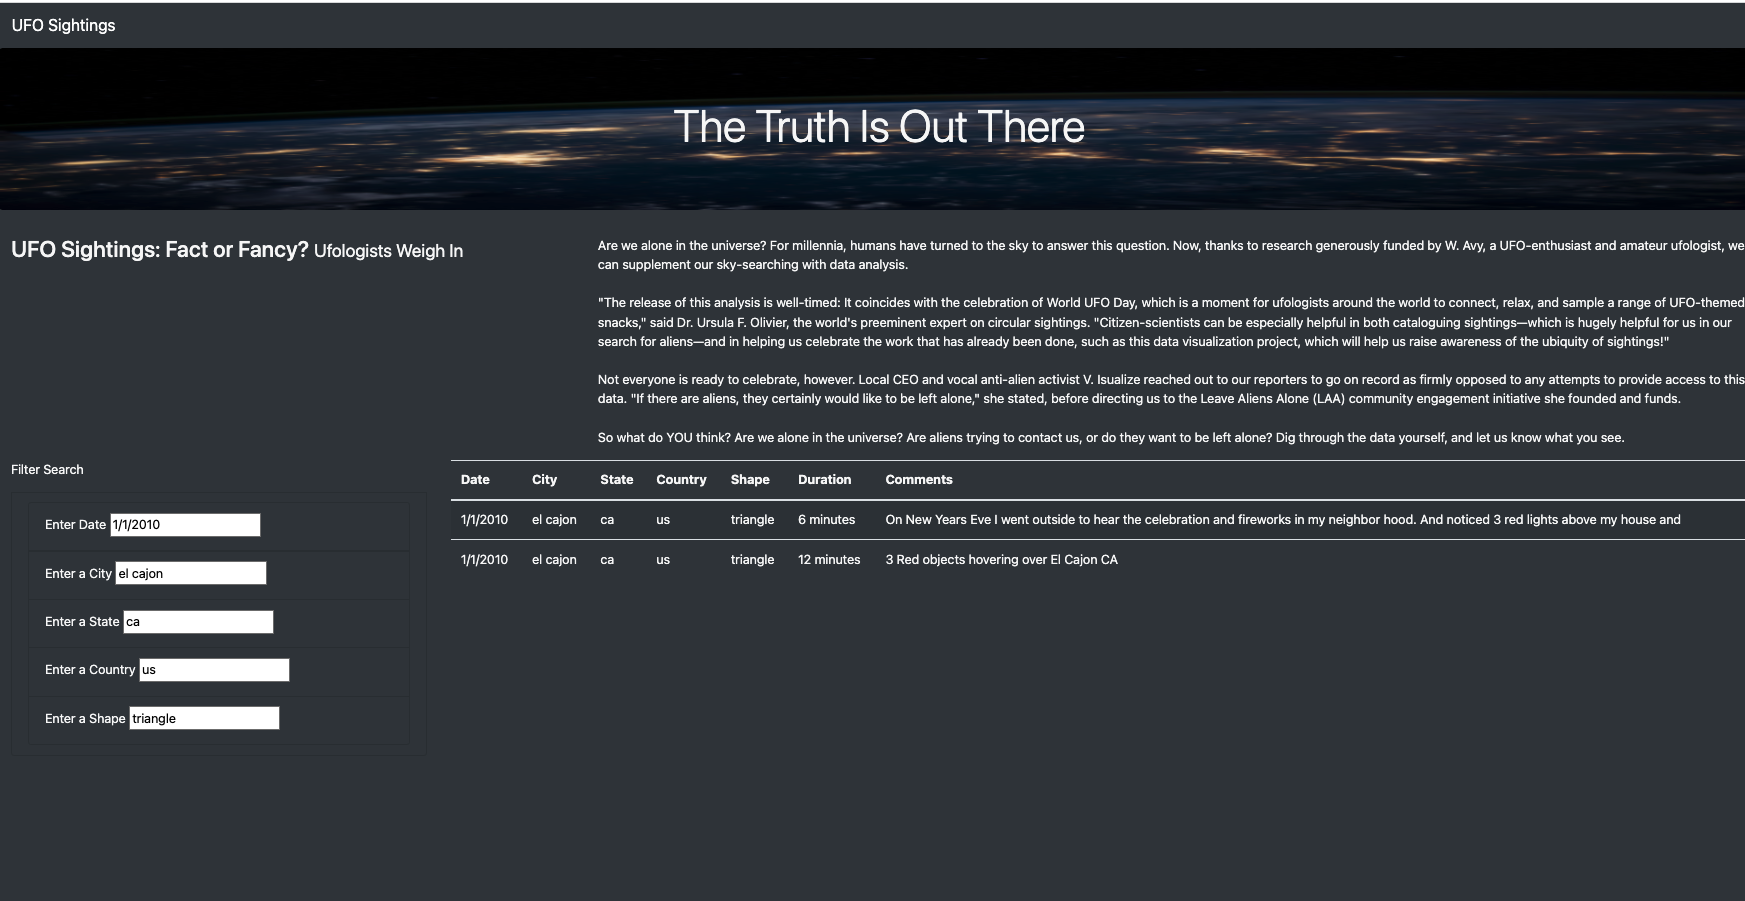 UFO Sightings
The Truth Is Out There
UFO Sightings: Fact or Fancy? Ufologists Weigh In
Are we alone in the universe? For millennia, humans have turned to the sky to answer this question. Now, thanks to research generously funded by W. Avy, a UFO-enthusiast and amateur ufologist, we
can supplement our sky-searching with data analysis.
"The release of this analysis is well-timed: It coincides with the celebration of World UFO Day, which is a moment for ufologists around the world to connect, relax, and sample a range of UFO-themed
snacks," said Dr. Ursula F. Olivier, the world's preeminent expert on circular sightings. "Citizen-scientists can be especially helpful in both cataloguing sightings—which is hugely helpful for us in our
search for aliens—and in helping us celebrate the work that has already been done, such as this data visualization project, which will help us raise awareness of the ubiquity of sightings!"
Not everyone is ready to celebrate, however. Local CEO and vocal anti-alien activist V. Isualize reached out to our reporters to go on record as firmly opposed to any attempts to provide access to this
data. "If there are aliens, they certainly would like to be left alone," she stated, before directing us to the Leave Aliens Alone (LAA) community engagement initiative she founded and funds.
So what do YOU think? Are we alone in the universe? Are aliens trying to contact us, or do they want to be left alone? Dig through the data yourself, and let us know what you see.
Filter Search
Enter Date 1/1/2010
Enter a City el cajon
Enter a State ca
Enter a Country us
Enter a Shape triangle
Date City State Country Shape Duration Comments
1/1/2010 el cajon ca us triangle 6 minutes On New Years Eve I went outside to hear the celebration and fireworks in my neighbor hood. And noticed 3 red lights above my house and
1/1/2010 el cajon ca us triangle 12 minutes 3 Red objects hovering over El Cajon CA